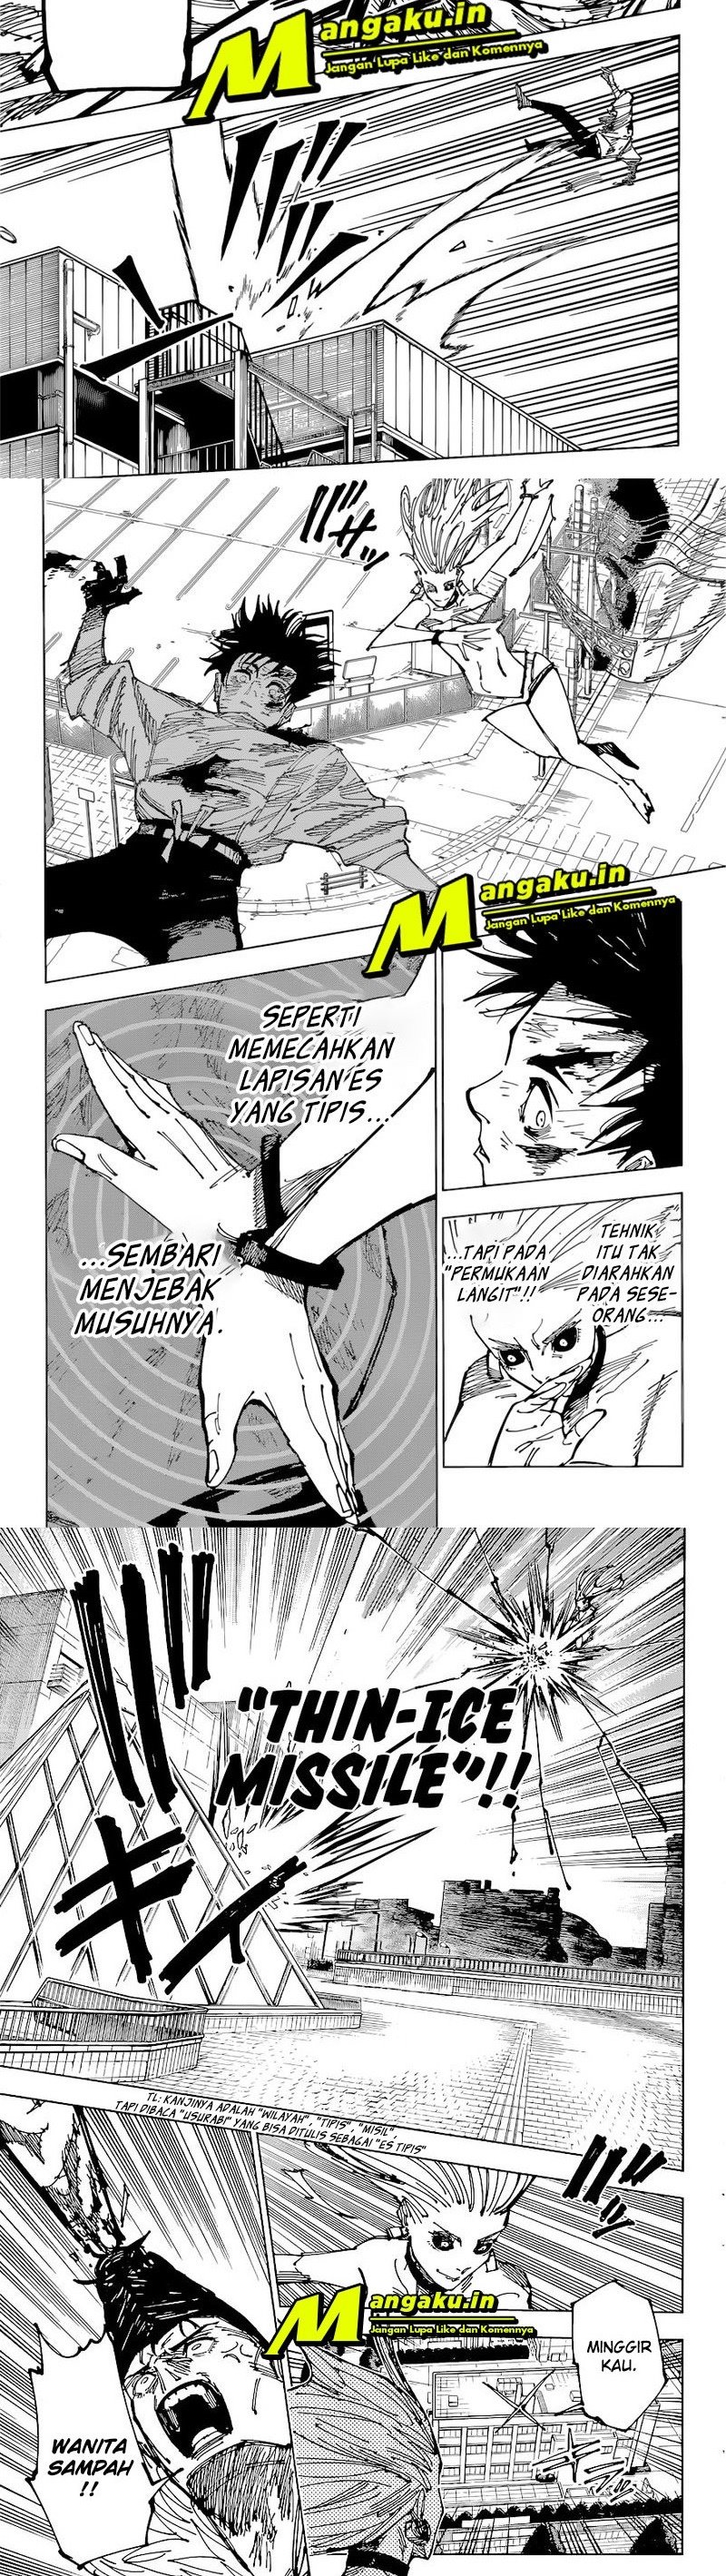 Mangaku.in
Jangan Lupa Like dan Komennya
Mangaku.in
Jangan Lupa Like dan Komennya
TEHNIK
ITU TAK
DIARAHKAN
PADA SESE-
ORANG...
...TAPI PADA
"PERMUKAAN
LANGIT"!!
SEPERTI
MEMECAHKAN
LAPISAN ES
YANG TIPIS...
...SEMBARI
MENJEBAK
MUSUHNYA.
"THIN-ICE
MISSILE"!!
TL: KANJINYA ADALAH "WILAYAH", "TIPIS", "MISIL",
TAPI DIBACA "USURABI" YANG BISA DITULIS SEBAGAI "ES TIPIS"
Mangaku.in
Jangan Lupa Like dan Komennya
MINGGIR
KAU.
WANITA
SAMPAH
!!